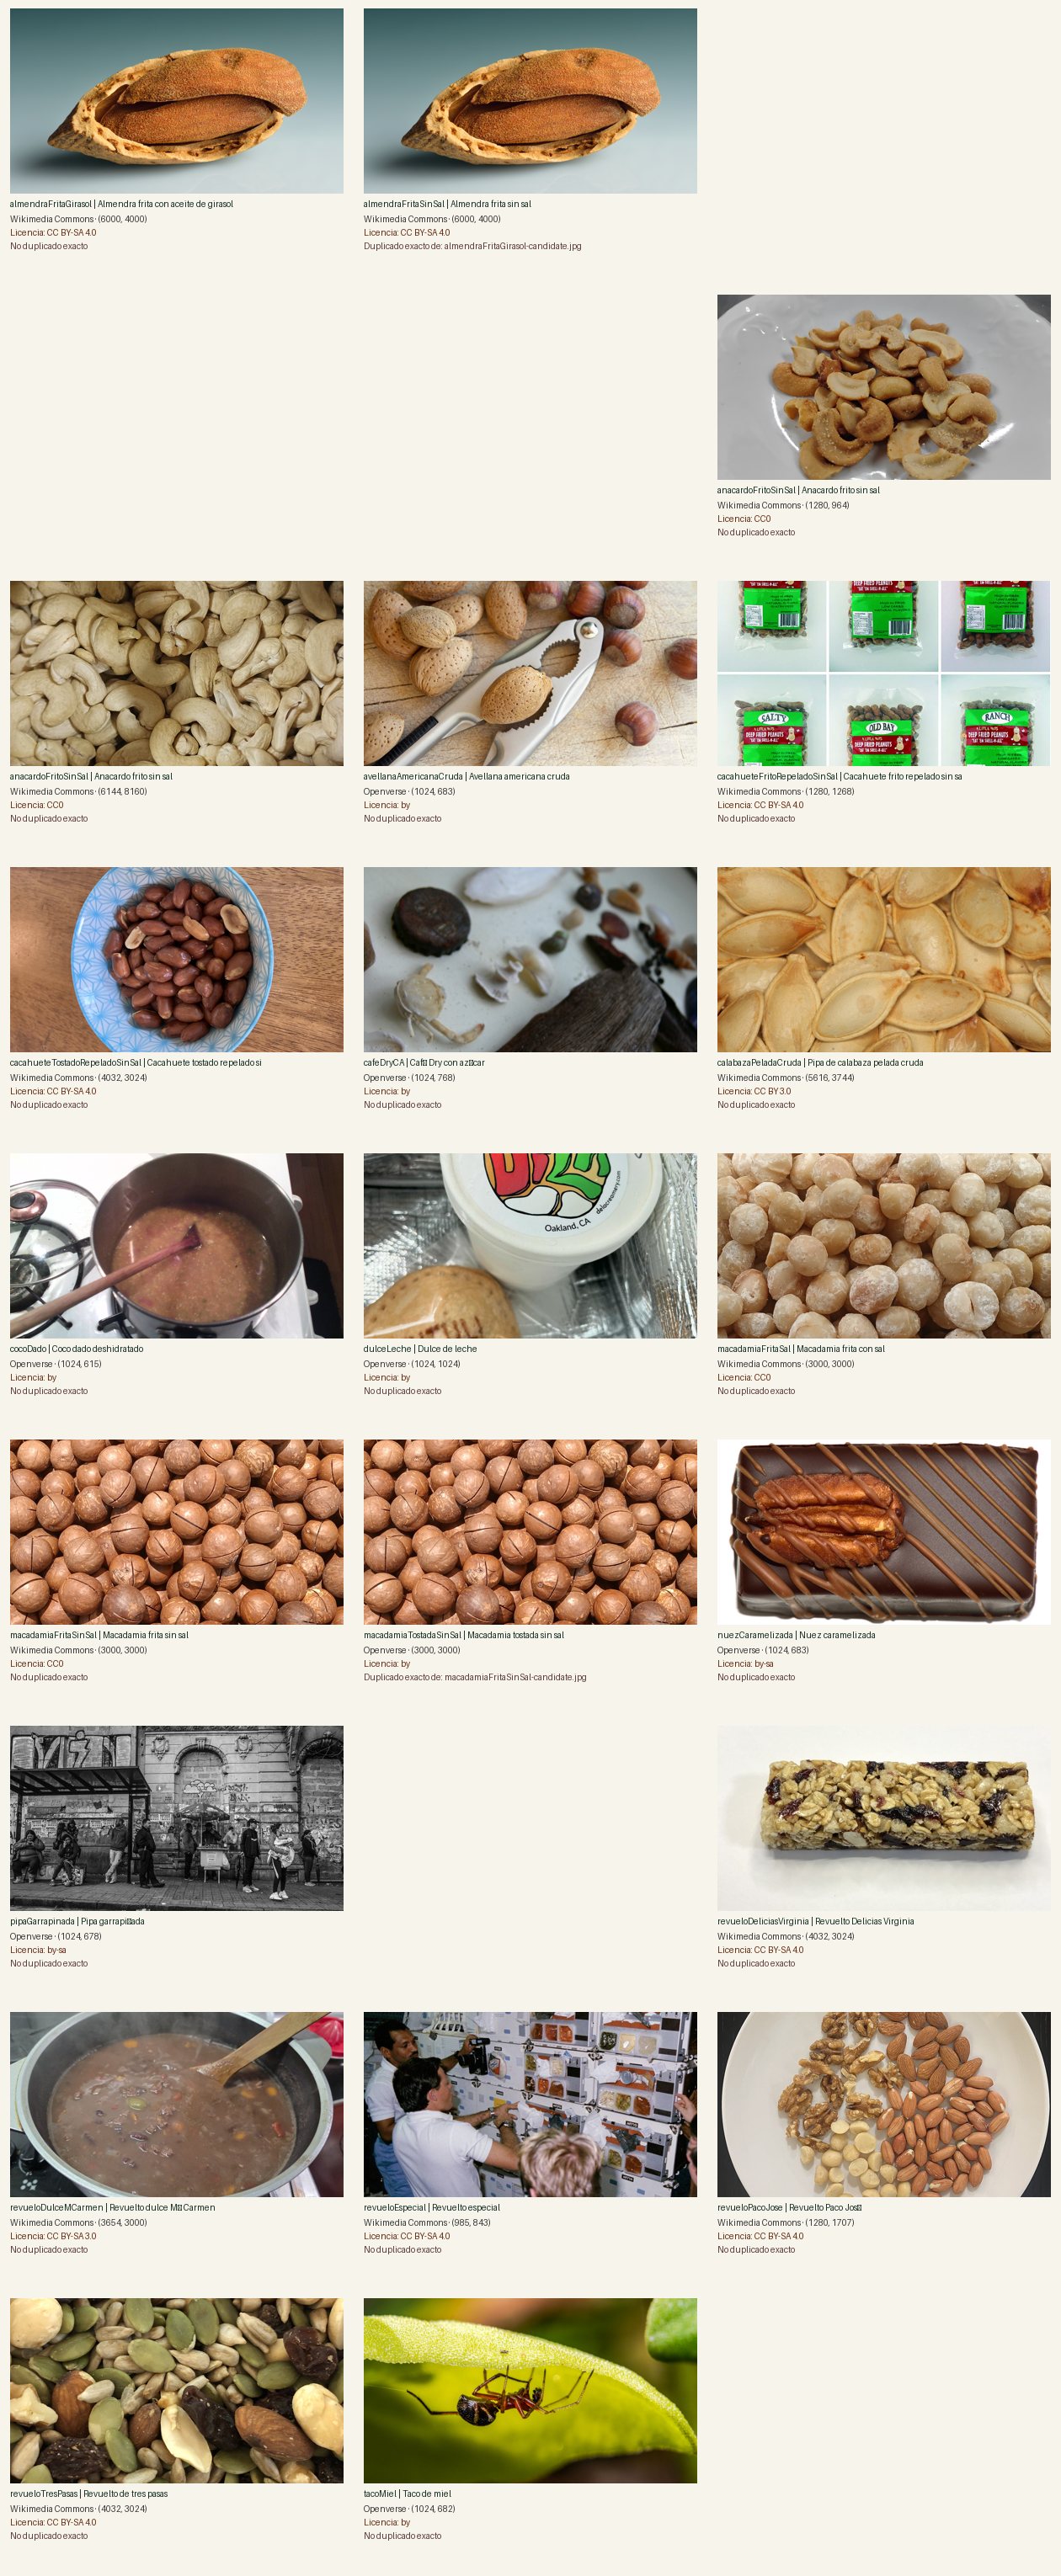 almendraFritaGirasol | Almendra frita con aceite de girasol
Wikimedia Commons · (6000, 4000)
Licencia: CC BY-SA 4.0
No duplicado exacto
almendraFritaSinSal | Almendra frita sin sal
Wikimedia Commons · (6000, 4000)
Licencia: CC BY-SA 4.0
Duplicado exacto de: almendraFritaGirasol-candidate.jpg
anacardoFritoSinSal | Anacardo frito sin sal
Wikimedia Commons · (1280, 964)
Licencia: CC0
No duplicado exacto
anacardoFritoSinSal | Anacardo frito sin sal
Wikimedia Commons · (6144, 8160)
Licencia: CC0
No duplicado exacto
avellanaAmericanaCruda | Avellana americana cruda
Openverse · (1024, 683)
Licencia: by
No duplicado exacto
SALTY
DEEP FRIED PEANUTS
OLD BAY
DEEP FRIED PEANUTS
RANCH
DEEP FRIED PEANUTS
cacahueteFritoRepeladoSinSal | Cacahuete frito repelado sin sa
Wikimedia Commons · (1280, 1268)
Licencia: CC BY-SA 4.0
No duplicado exacto
cacahueteTostadoRepeladoSinSal | Cacahuete tostado repelado si
Wikimedia Commons · (4032, 3024)
Licencia: CC BY-SA 4.0
No duplicado exacto
cafeDryCA | Caf□ Dry con az□car
Openverse · (1024, 768)
Licencia: by
No duplicado exacto
calabazaPeladaCruda | Pipa de calabaza pelada cruda
Wikimedia Commons · (5616, 3744)
Licencia: CC BY 3.0
No duplicado exacto
cocoDado | Coco dado deshidratado
Openverse · (1024, 615)
Licencia: by
No duplicado exacto
Oakland, CA
dulceLeche | Dulce de leche
Openverse · (1024, 1024)
Licencia: by
No duplicado exacto
macadamiaFritaSal | Macadamia frita con sal
Wikimedia Commons · (3000, 3000)
Licencia: CC0
No duplicado exacto
macadamiaFritaSinSal | Macadamia frita sin sal
Wikimedia Commons · (3000, 3000)
Licencia: CC0
No duplicado exacto
macadamiaTostadaSinSal | Macadamia tostada sin sal
Openverse · (3000, 3000)
Licencia: by
Duplicado exacto de: macadamiaFritaSinSal-candidate.jpg
nuezCaramelizada | Nuez caramelizada
Openverse · (1024, 683)
Licencia: by-sa
No duplicado exacto
pipaGarrapinada | Pipa garrapi□ada
Openverse · (1024, 678)
Licencia: by-sa
No duplicado exacto
revueloDeliciasVirginia | Revuelto Delicias Virginia
Wikimedia Commons · (4032, 3024)
Licencia: CC BY-SA 4.0
No duplicado exacto
revueloDulceMCarmen | Revuelto dulce M□ Carmen
Wikimedia Commons · (3654, 3000)
Licencia: CC BY-SA 3.0
No duplicado exacto
revueloEspecial | Revuelto especial
Wikimedia Commons · (985, 843)
Licencia: CC BY-SA 4.0
No duplicado exacto
revueloPacoJose | Revuelto Paco Jos□
Wikimedia Commons · (1280, 1707)
Licencia: CC BY-SA 4.0
No duplicado exacto
revueloTresPasas | Revuelto de tres pasas
Wikimedia Commons · (4032, 3024)
Licencia: CC BY-SA 4.0
No duplicado exacto
tacoMiel | Taco de miel
Openverse · (1024, 682)
Licencia: by
No duplicado exacto